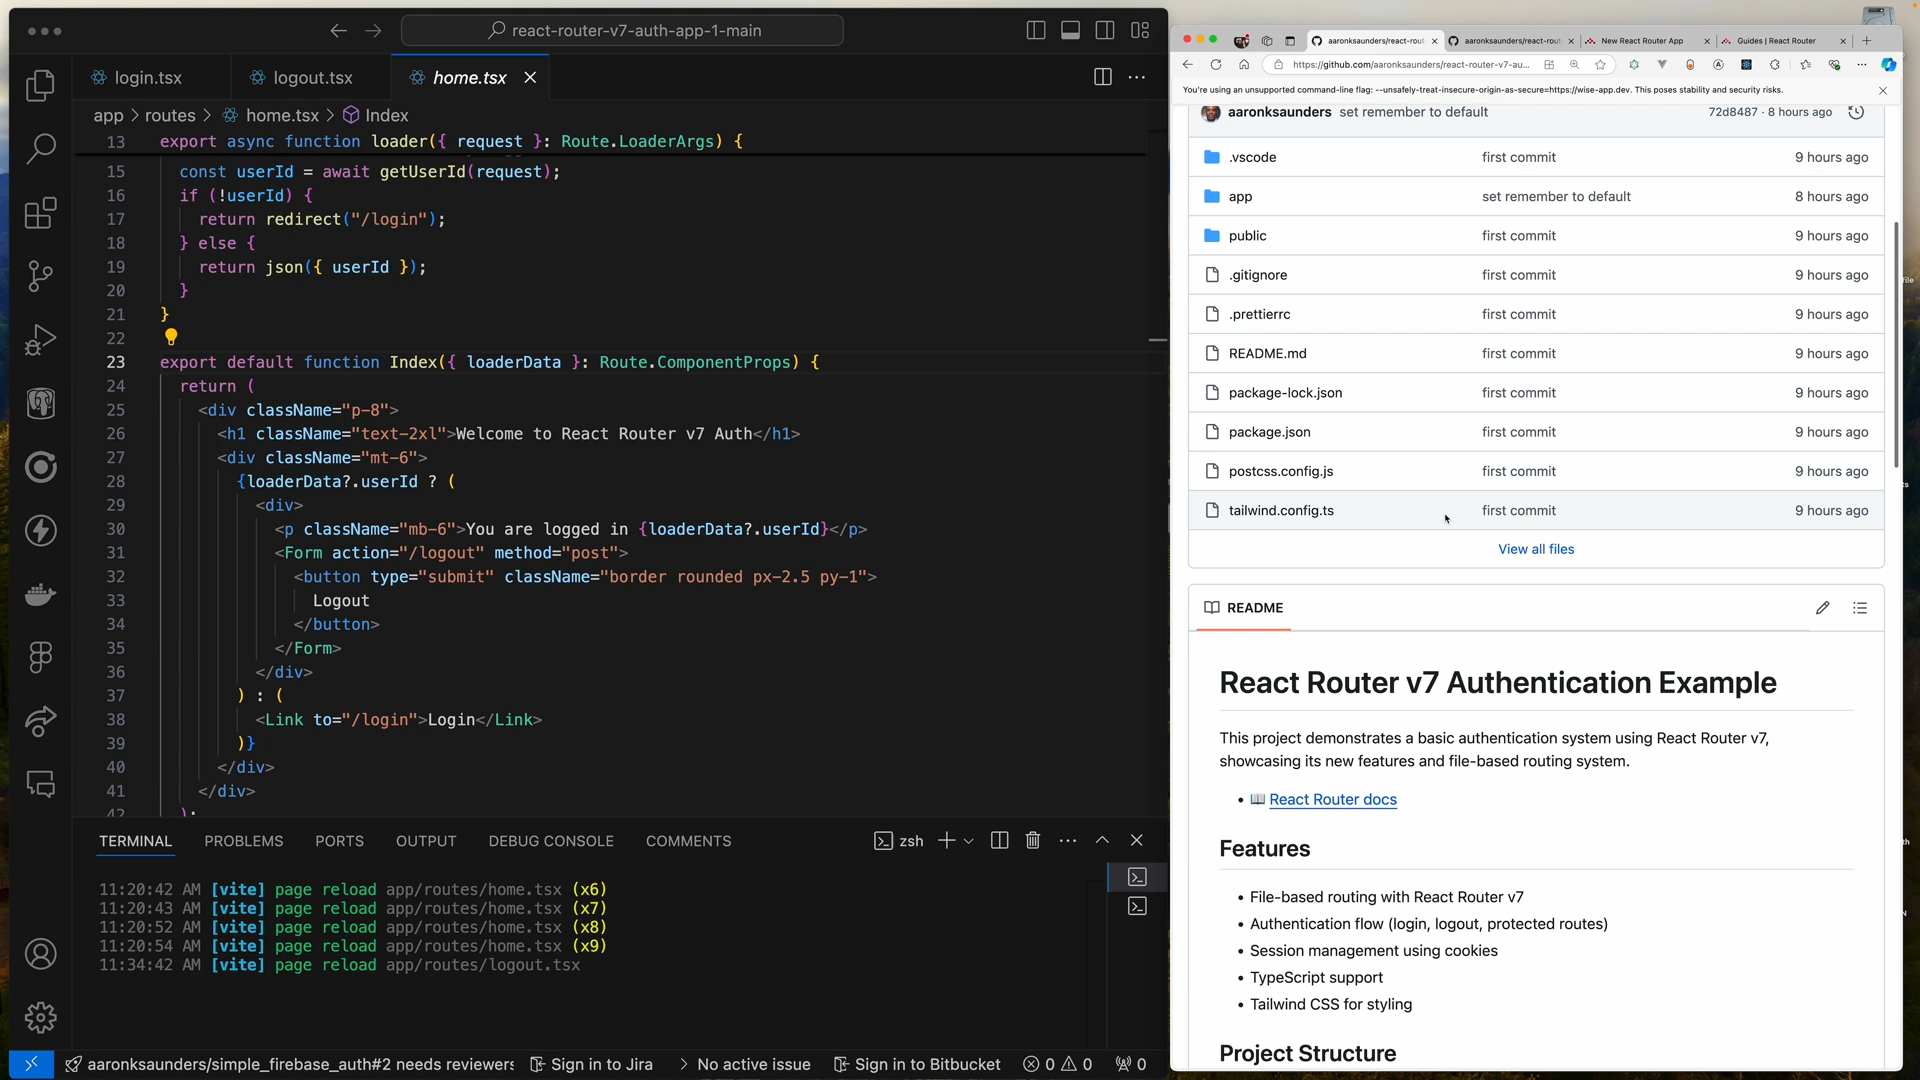 react-router-v7-auth-app-1-main
login.tsx
logout.tsx
home.tsx
app > routes > home.tsx > Index
13 export async function loader({ request }: Route.LoaderArgs) {
15 const userId = await getUserId(request);
16 if (!userId) {
17 return redirect("/login");
18 } else {
19 return json({ userId });
20 }
21 }
22
23 export default function Index({ loaderData }: Route.ComponentProps) {
24 return (
25 <div className="p-8">
26 <h1 className="text-2xl">Welcome to React Router v7 Auth</h1>
27 <div className="mt-6">
28 {loaderData?.userId ? (
29 <div>
30 <p className="mb-6">You are logged in {loaderData?.userId}</p>
31 <Form action="/logout" method="post">
32 <button type="submit" className="border rounded px-2.5 py-1">
33 Logout
34 </button>
35 </Form>
36 </div>
37 ) : (
38 <Link to="/login">Login</Link>
39 )}
40 </div>
41 </div>
42 );
TERMINAL PROBLEMS PORTS OUTPUT DEBUG CONSOLE COMMENTS zsh
11:20:42 AM [vite] page reload app/routes/home.tsx (x6)
11:20:43 AM [vite] page reload app/routes/home.tsx (x7)
11:20:52 AM [vite] page reload app/routes/home.tsx (x8)
11:20:54 AM [vite] page reload app/routes/home.tsx (x9)
11:34:42 AM [vite] page reload app/routes/logout.tsx
aaronksaunders/simple_firebase_auth#2 needs reviewers Sign in to Jira > No active issue Sign in to Bitbucket 0 0 0
aaronksaunders/react-rou
aaronksaunders/react-rout
New React Router App
Guides | React Router
https://github.com/aaronksaunders/react-router-v7-au...
You're using an unsupported command-line flag: --unsafely-treat-insecure-origin-as-secure=https://wise-app.dev. This poses stability and security risks.
aaronksaunders set remember to default 72d8487 · 8 hours ago
.vscode first commit 9 hours ago
app set remember to default 8 hours ago
public first commit 9 hours ago
.gitignore first commit 9 hours ago
.prettierrc first commit 9 hours ago
README.md first commit 9 hours ago
package-lock.json first commit 9 hours ago
package.json first commit 9 hours ago
postcss.config.js first commit 9 hours ago
tailwind.config.ts first commit 9 hours ago
View all files
README
React Router v7 Authentication Example
This project demonstrates a basic authentication system using React Router v7,
showcasing its new features and file-based routing system.
• 📖 React Router docs
Features
• File-based routing with React Router v7
• Authentication flow (login, logout, protected routes)
• Session management using cookies
• TypeScript support
• Tailwind CSS for styling
Project Structure